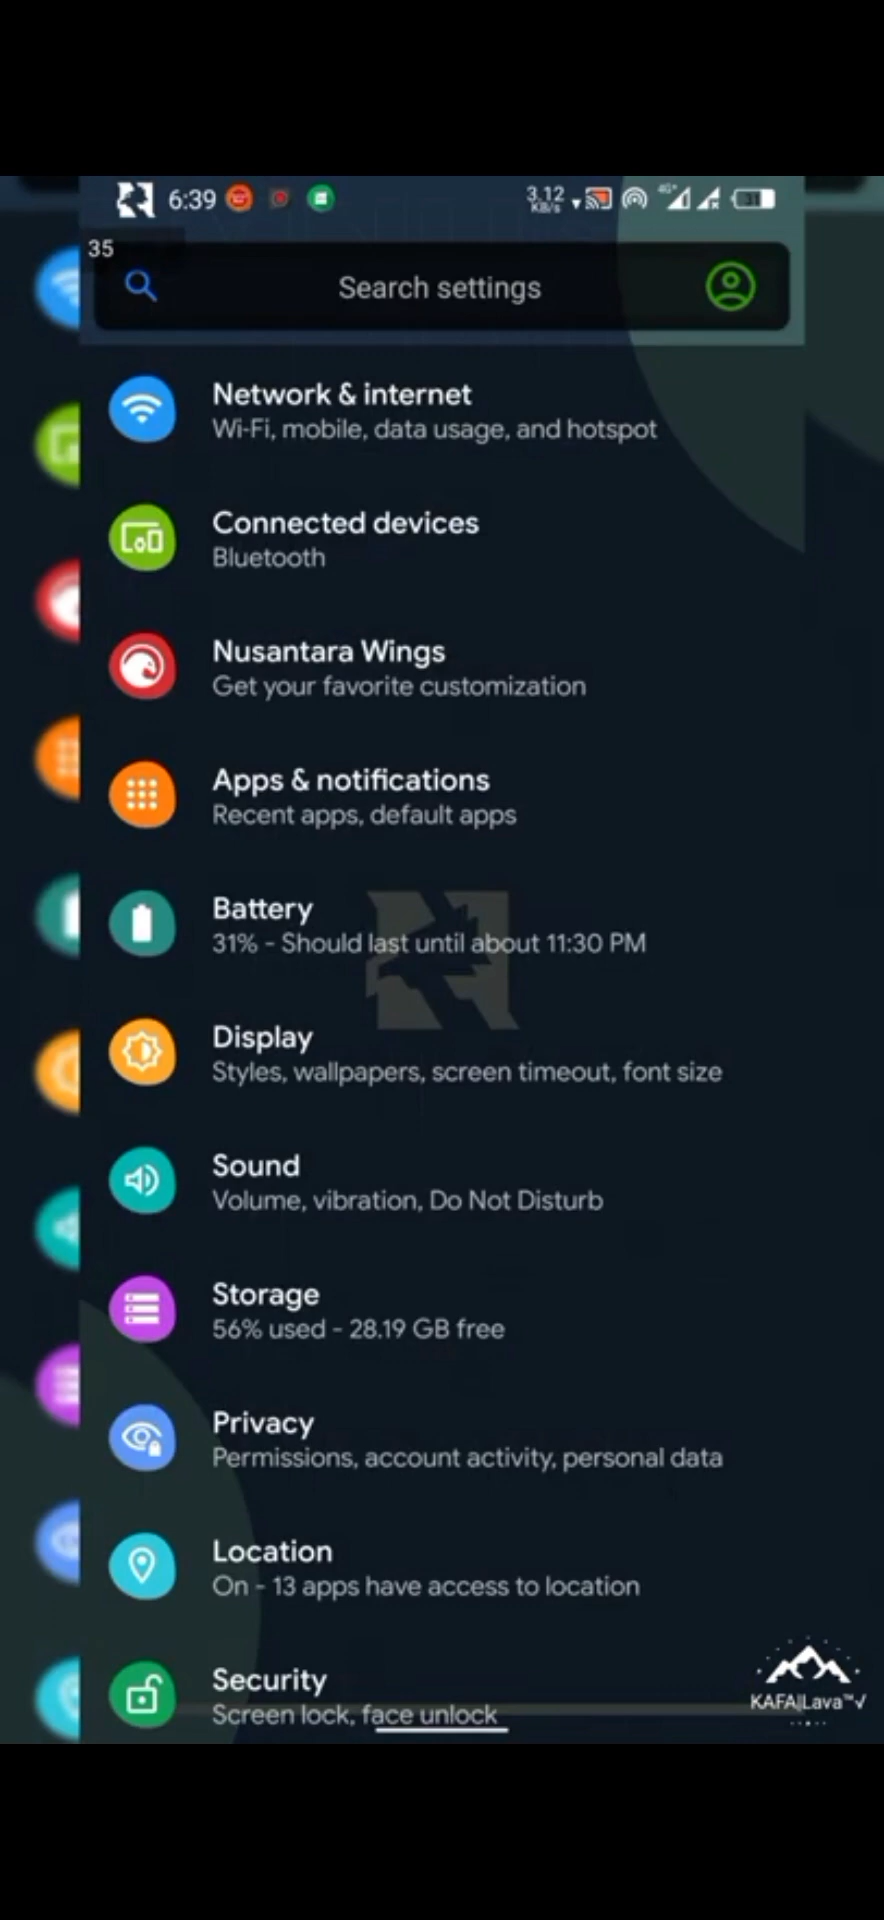 6:39
3.12
KB/s
4G+
31
35
Search settings
Network & internet
Wi-Fi, mobile, data usage, and hotspot
Connected devices
Bluetooth
Nusantara Wings
Get your favorite customization
Apps & notifications
Recent apps, default apps
Battery
31% - Should last until about 11:30 PM
Display
Styles, wallpapers, screen timeout, font size
Sound
Volume, vibration, Do Not Disturb
Storage
56% used - 28.19 GB free
Privacy
Permissions, account activity, personal data
Location
On - 13 apps have access to location
Security
Screen lock, face unlock
KAFA|Lava™√